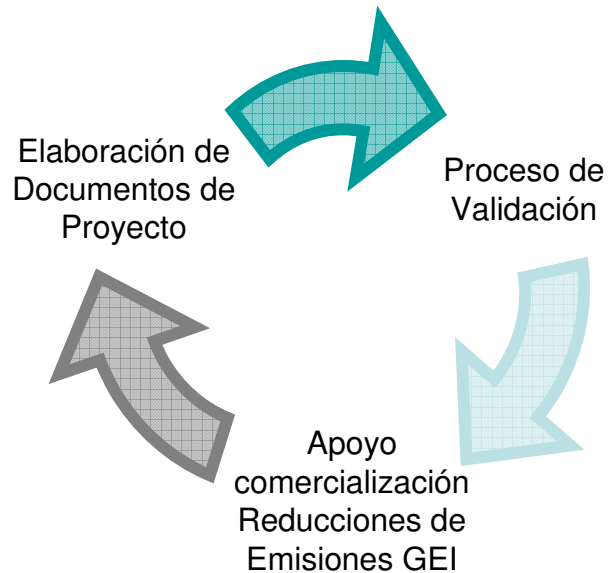 Elaboración de
Documentos de
Proyecto
Proceso de
Validación
Apoyo
comercialización
Reducciones de
Emisiones GEI